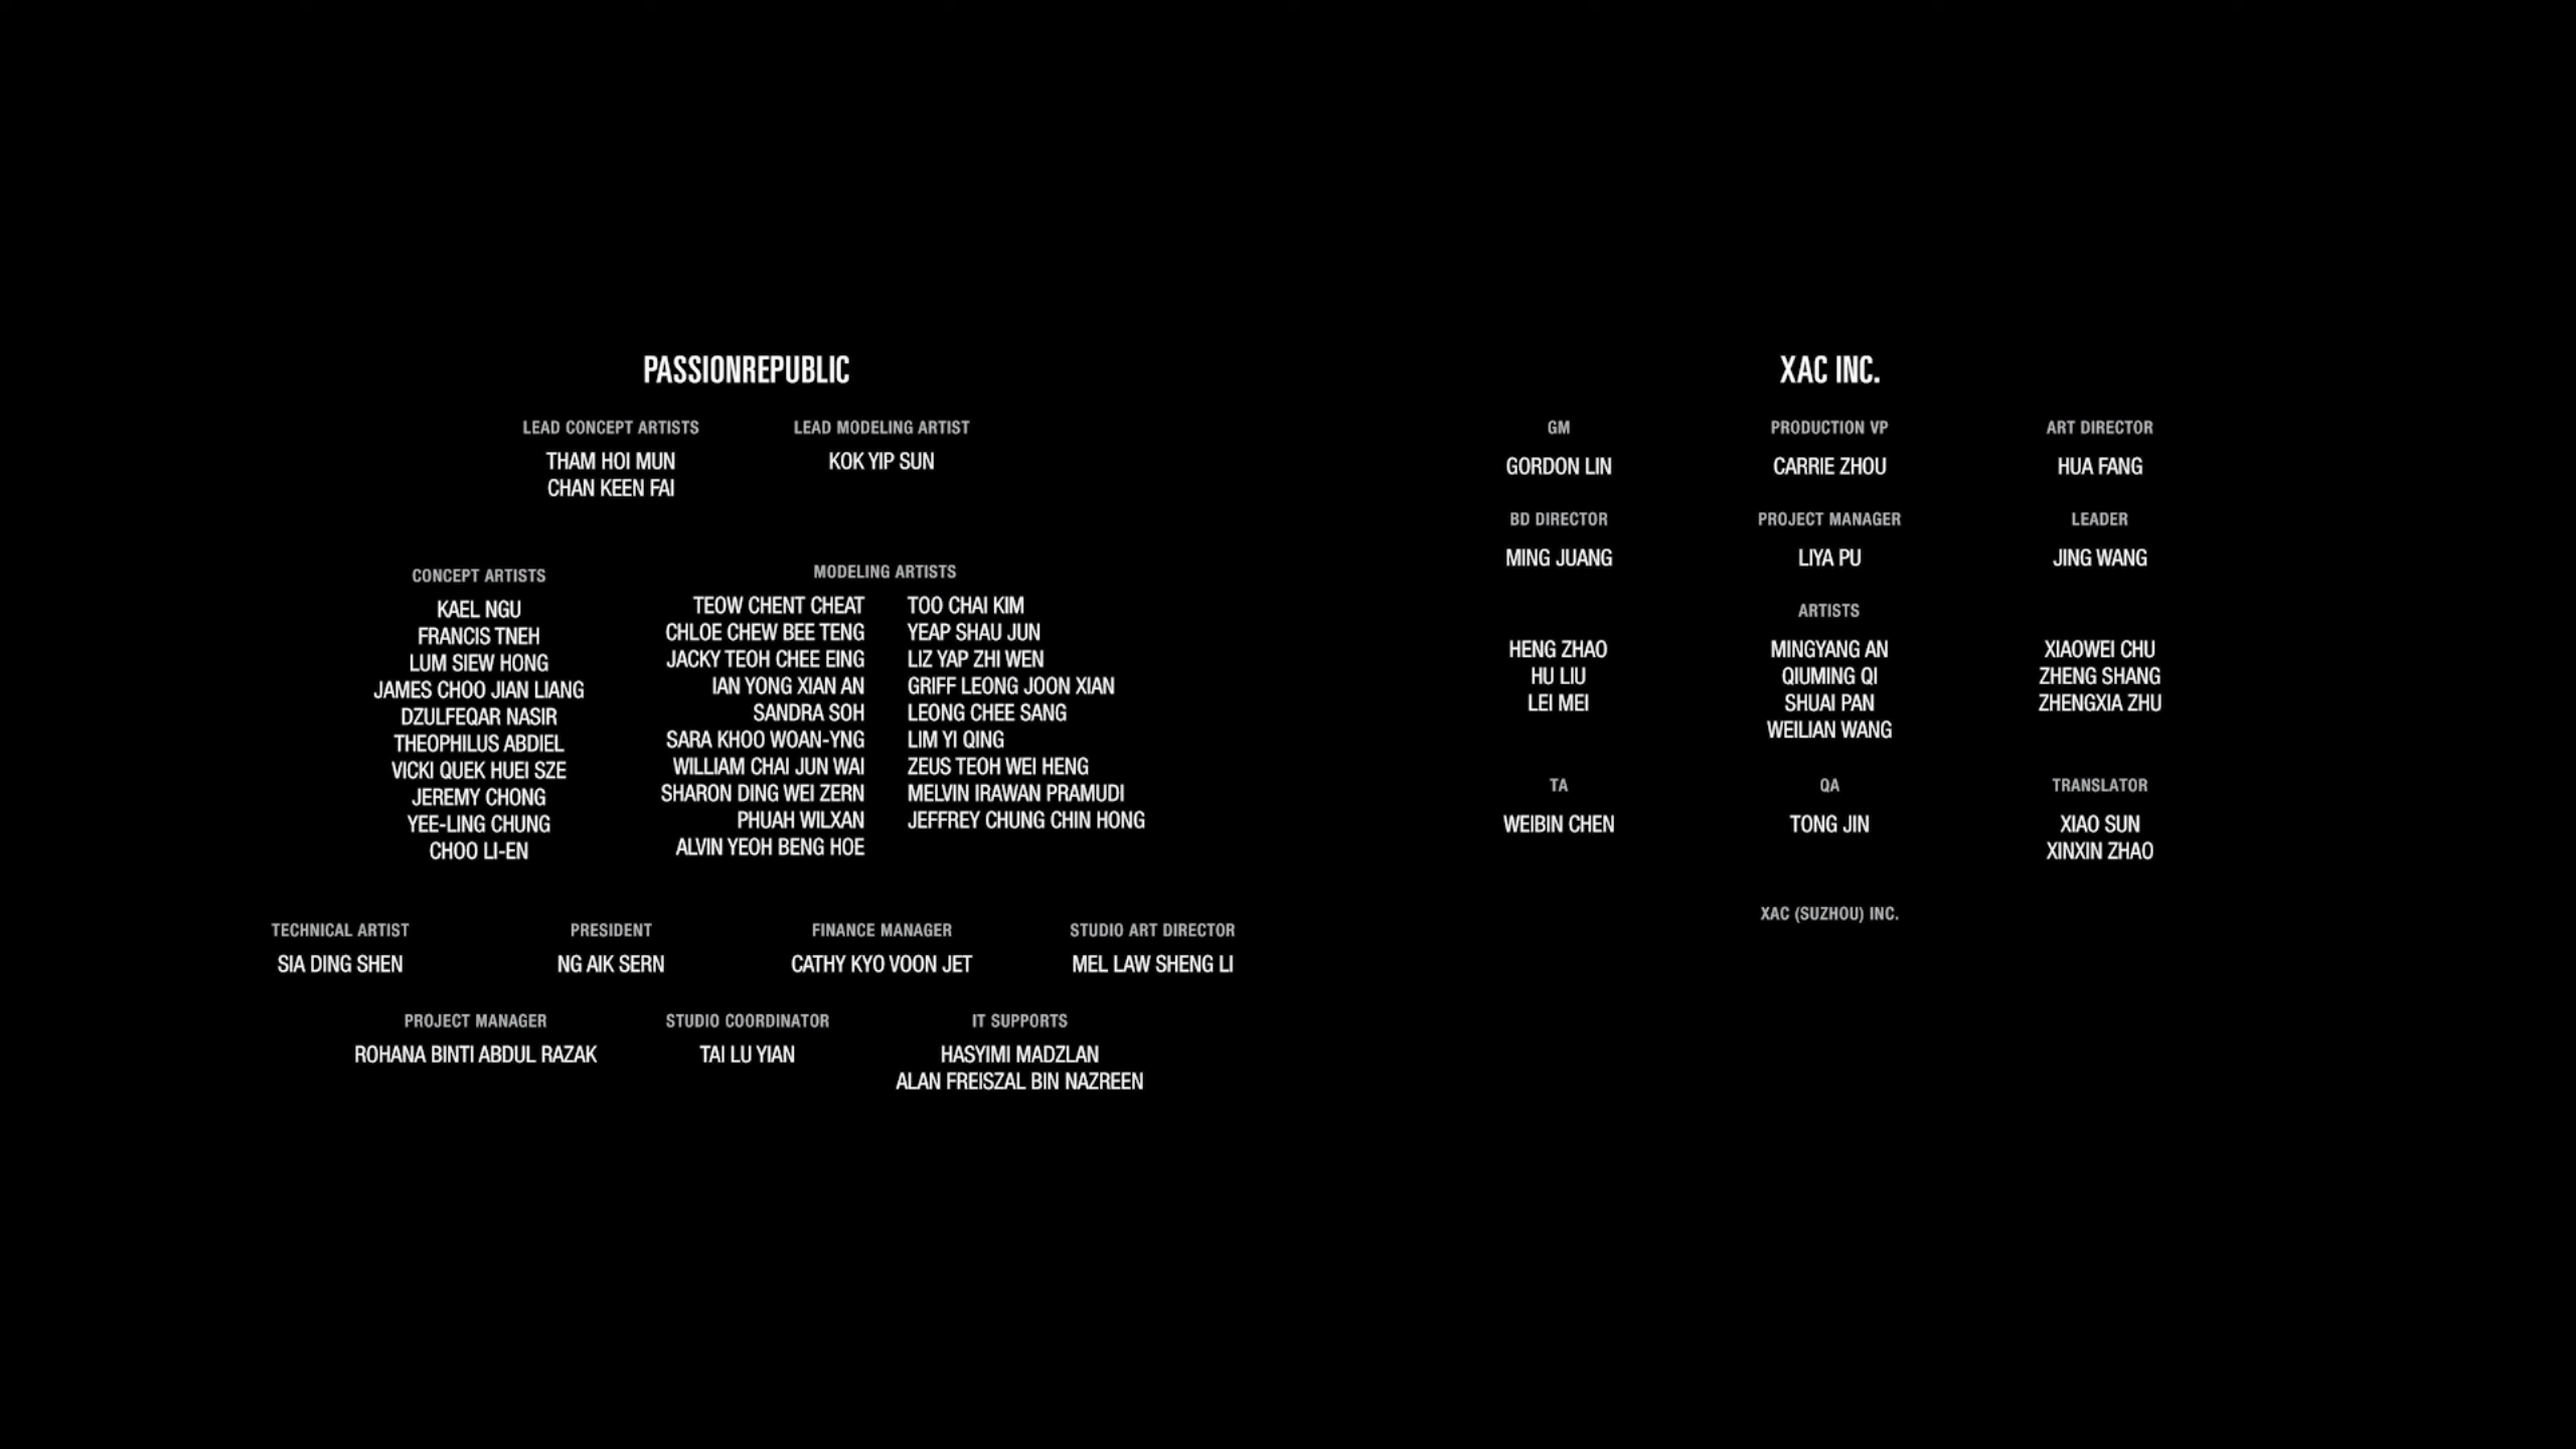 PASSIONREPUBLIC
LEAD CONCEPT ARTISTS
THAM HOI MUN
CHAN KEEN FAI
LEAD MODELING ARTIST
KOK YIP SUN
CONCEPT ARTISTS
KAEL NGU
FRANCIS TNEH
LUM SIEW HONG
JAMES CHOO JIAN LIANG
DZULFEQAR NASIR
THEOPHILUS ABDIEL
VICKI QUEK HUEI SZE
JEREMY CHONG
YEE-LING CHUNG
CHOO LI-EN
MODELING ARTISTS
TEOW CHENT CHEAT
CHLOE CHEW BEE TENG
JACKY TEOH CHEE EING
IAN YONG XIAN AN
SANDRA SOH
SARA KHOO WOAN-YNG
WILLIAM CHAI JUN WAI
SHARON DING WEI ZERN
PHUAH WILXAN
ALVIN YEOH BENG HOE
TOO CHAI KIM
YEAP SHAU JUN
LIZ YAP ZHI WEN
GRIFF LEONG JOON XIAN
LEONG CHEE SANG
LIM YI QING
ZEUS TEOH WEI HENG
MELVIN IRAWAN PRAMUDI
JEFFREY CHUNG CHIN HONG
TECHNICAL ARTIST
SIA DING SHEN
PRESIDENT
NG AIK SERN
FINANCE MANAGER
CATHY KYO VOON JET
STUDIO ART DIRECTOR
MEL LAW SHENG LI
PROJECT MANAGER
ROHANA BINTI ABDUL RAZAK
STUDIO COORDINATOR
TAI LU YIAN
IT SUPPORTS
HASYIMI MADZLAN
ALAN FREISZAL BIN NAZREEN
XAC INC.
GM
GORDON LIN
PRODUCTION VP
CARRIE ZHOU
ART DIRECTOR
HUA FANG
BD DIRECTOR
MING JUANG
PROJECT MANAGER
LIYA PU
LEADER
JING WANG
ARTISTS
HENG ZHAO
HU LIU
LEI MEI
MINGYANG AN
QIUMING QI
SHUAI PAN
WEILIAN WANG
XIAOWEI CHU
ZHENG SHANG
ZHENGXIA ZHU
TA
WEIBIN CHEN
QA
TONG JIN
TRANSLATOR
XIAO SUN
XINXIN ZHAO
XAC (SUZHOU) INC.